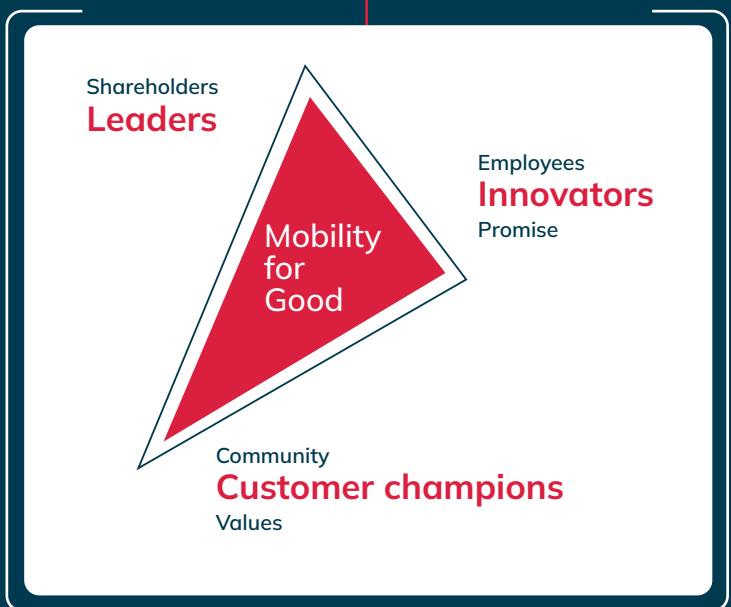 Shareholders
Leaders
Employees
Innovators
Promise
Mobility
for
Good
Community
Customer champions
Values